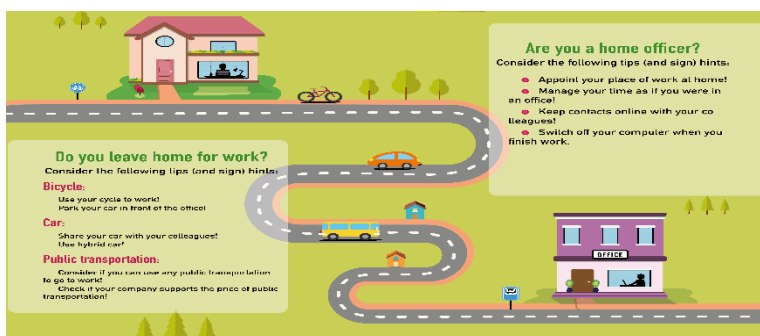 Are you a home officer?
Consider the following tips (and sign) hints:
Appoint your place of work at home!
Manage your time as if you were in
an office!
Keep contacts online with your co
lleagues!
Switch off your computer when you
finish work.
Do you leave home for work?
Consider the following tips (and sign) hints:
Bicycle:
Use your cycle to work!
Park your car in front of the office!
Car:
Share your car with your colleagues!
Use hybrid car!
Public transportation:
Consider if you can use any public transportation
to go to work!
Check if your company supports the price of public
transportation!
OFFICE